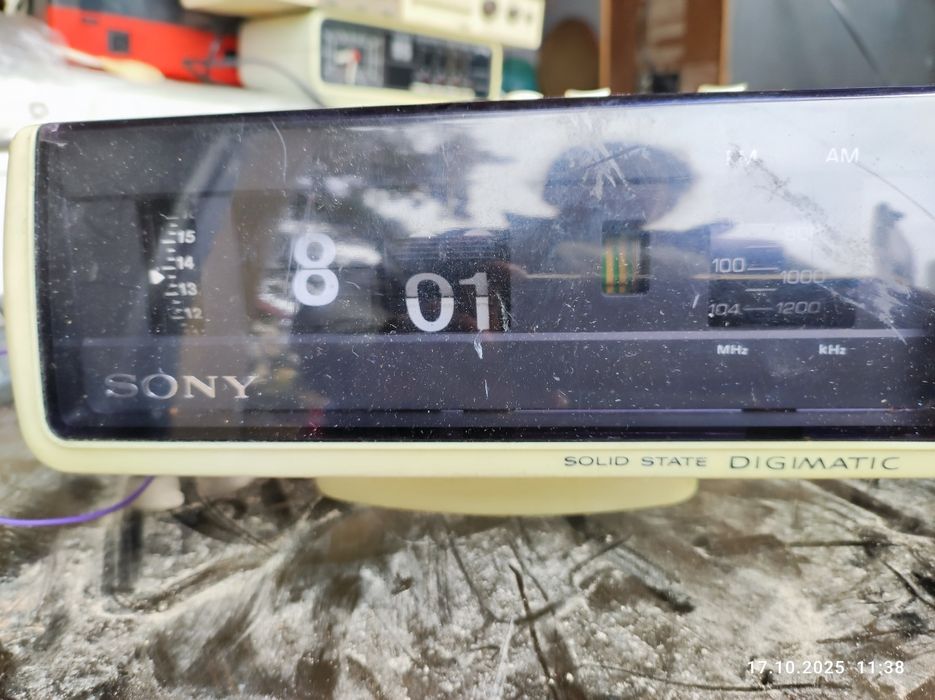 FM AM
15
14
13
12
8 01
100 1000
104 1200
MHz kHz
SONY
SOLID STATE DIGIMATIC
17.10.2025 11:38